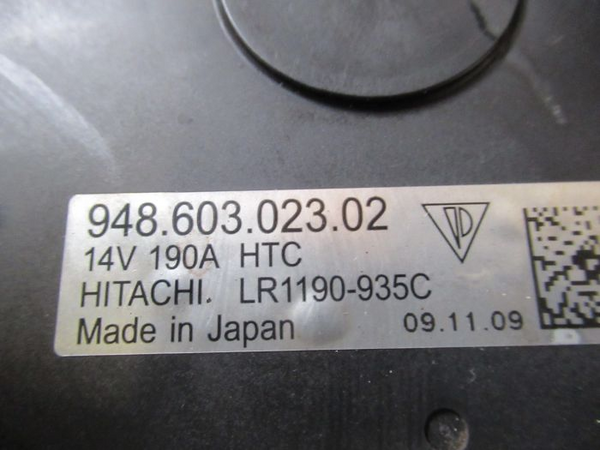 948.603.023.02
14V 190A HTC
HITACHI. LR1190-935C
Made in Japan 09.11.09